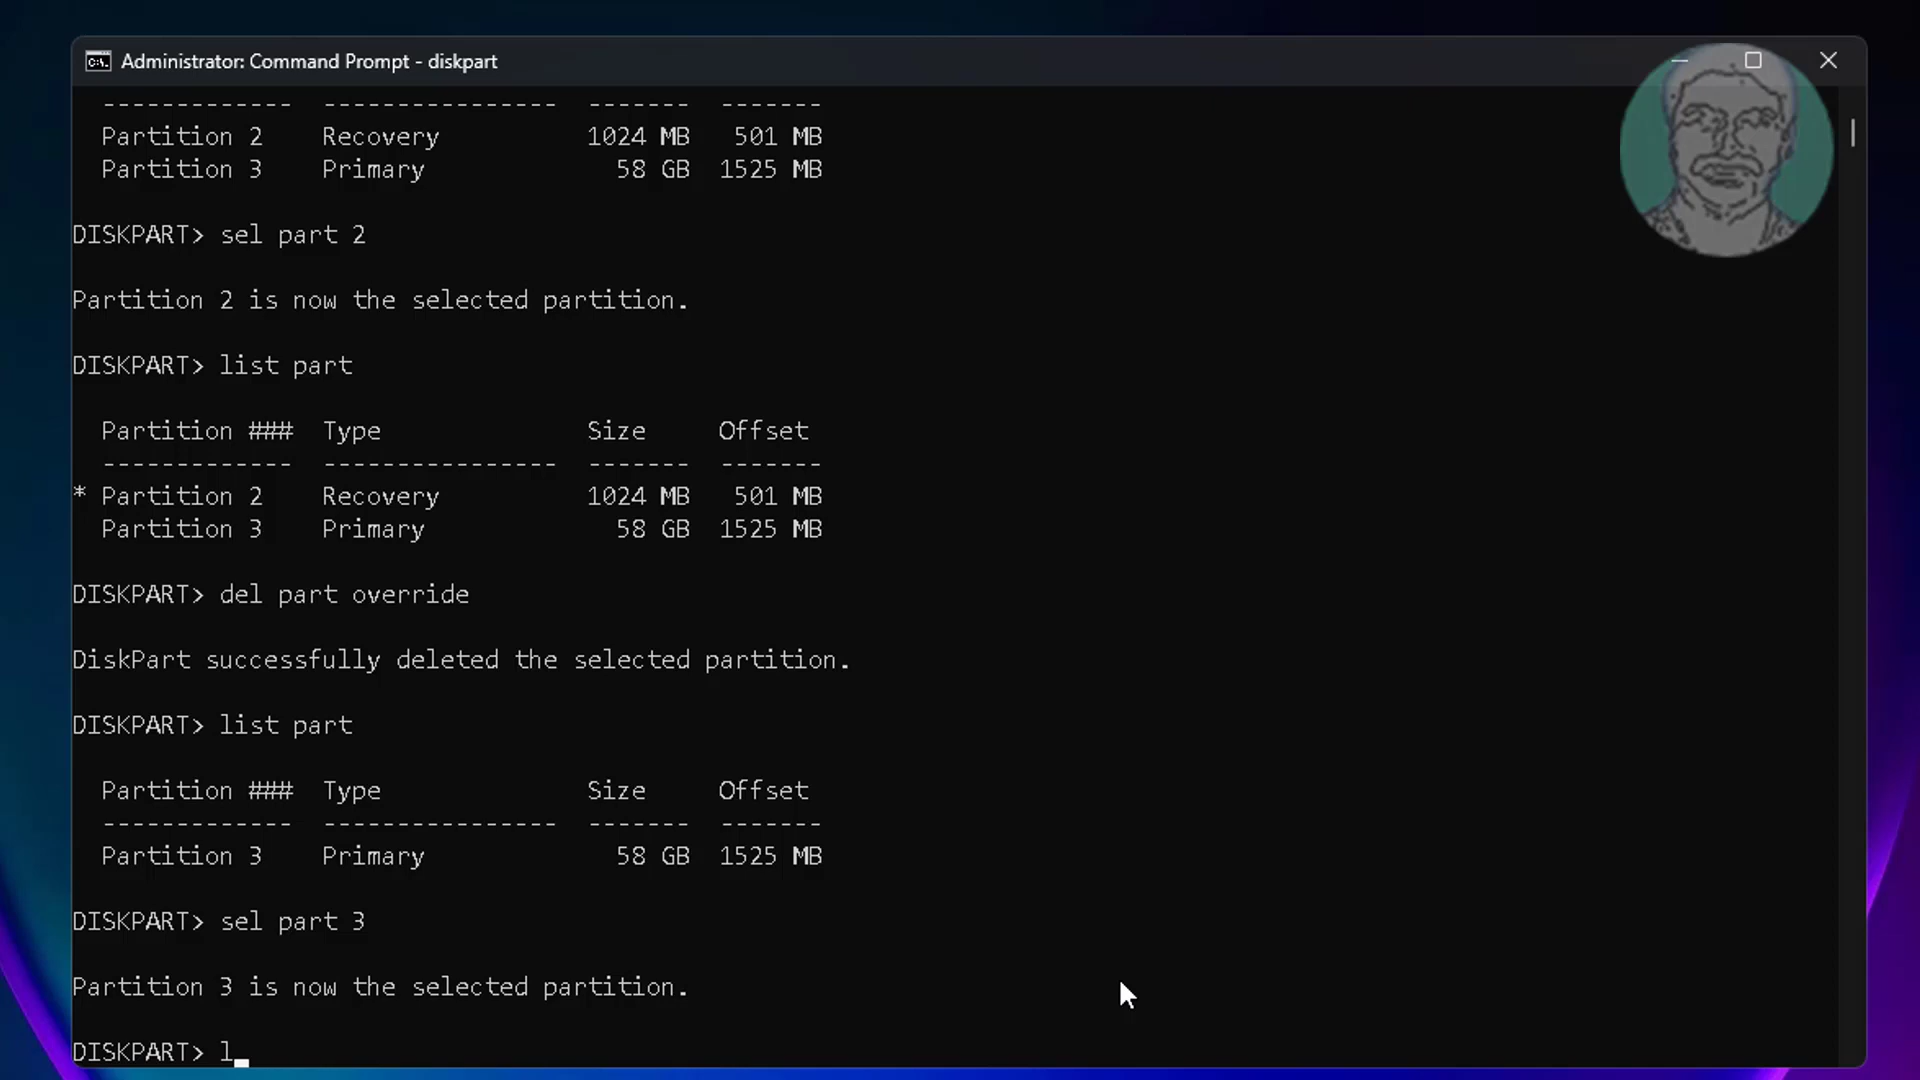 Administrator: Command Prompt - diskpart
-------------  ----------------  -------  -------
Partition 2    Recovery          1024 MB   501 MB
Partition 3    Primary             58 GB  1525 MB
DISKPART> sel part 2
Partition 2 is now the selected partition.
DISKPART> list part
Partition ###  Type              Size     Offset
-------------  ----------------  -------  -------
* Partition 2    Recovery          1024 MB   501 MB
Partition 3    Primary             58 GB  1525 MB
DISKPART> del part override
DiskPart successfully deleted the selected partition.
DISKPART> list part
Partition ###  Type              Size     Offset
-------------  ----------------  -------  -------
Partition 3    Primary             58 GB  1525 MB
DISKPART> sel part 3
Partition 3 is now the selected partition.
DISKPART> l